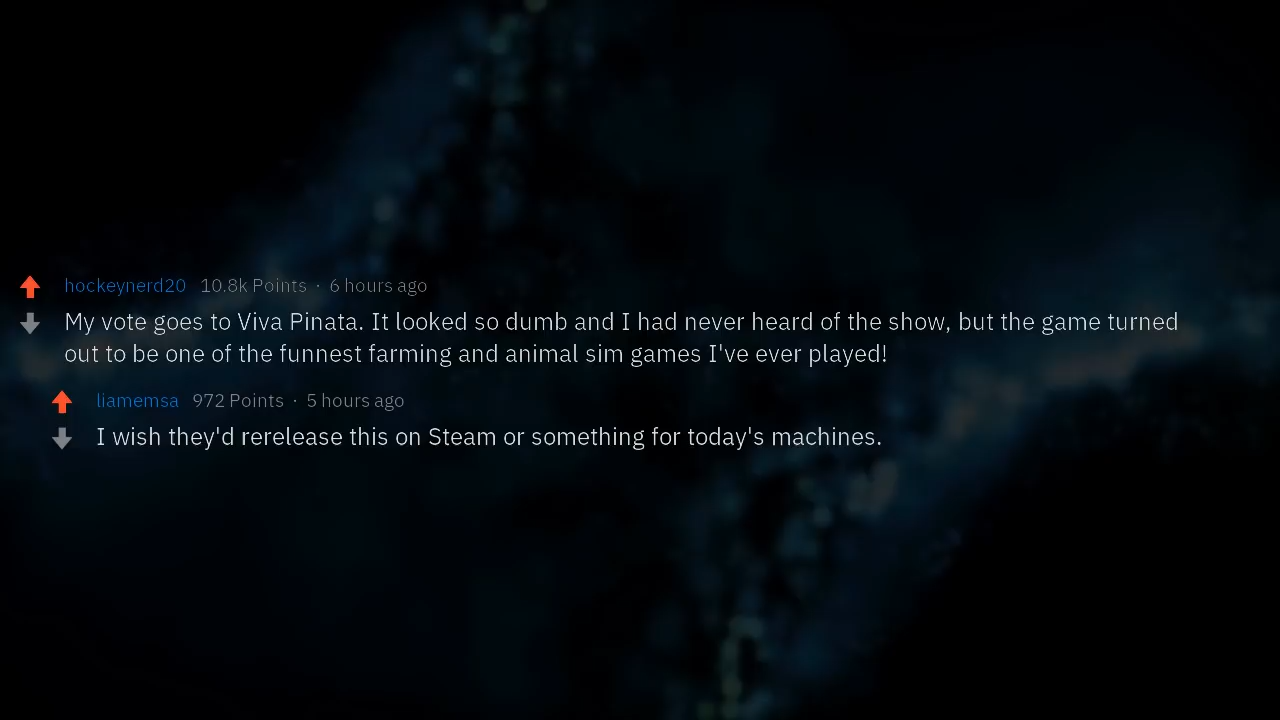 hockeynerd20 10.8k Points · 6 hours ago
My vote goes to Viva Pinata. It looked so dumb and I had never heard of the show, but the game turned
out to be one of the funnest farming and animal sim games I've ever played!
liamemsa 972 Points · 5 hours ago
I wish they'd rerelease this on Steam or something for today's machines.